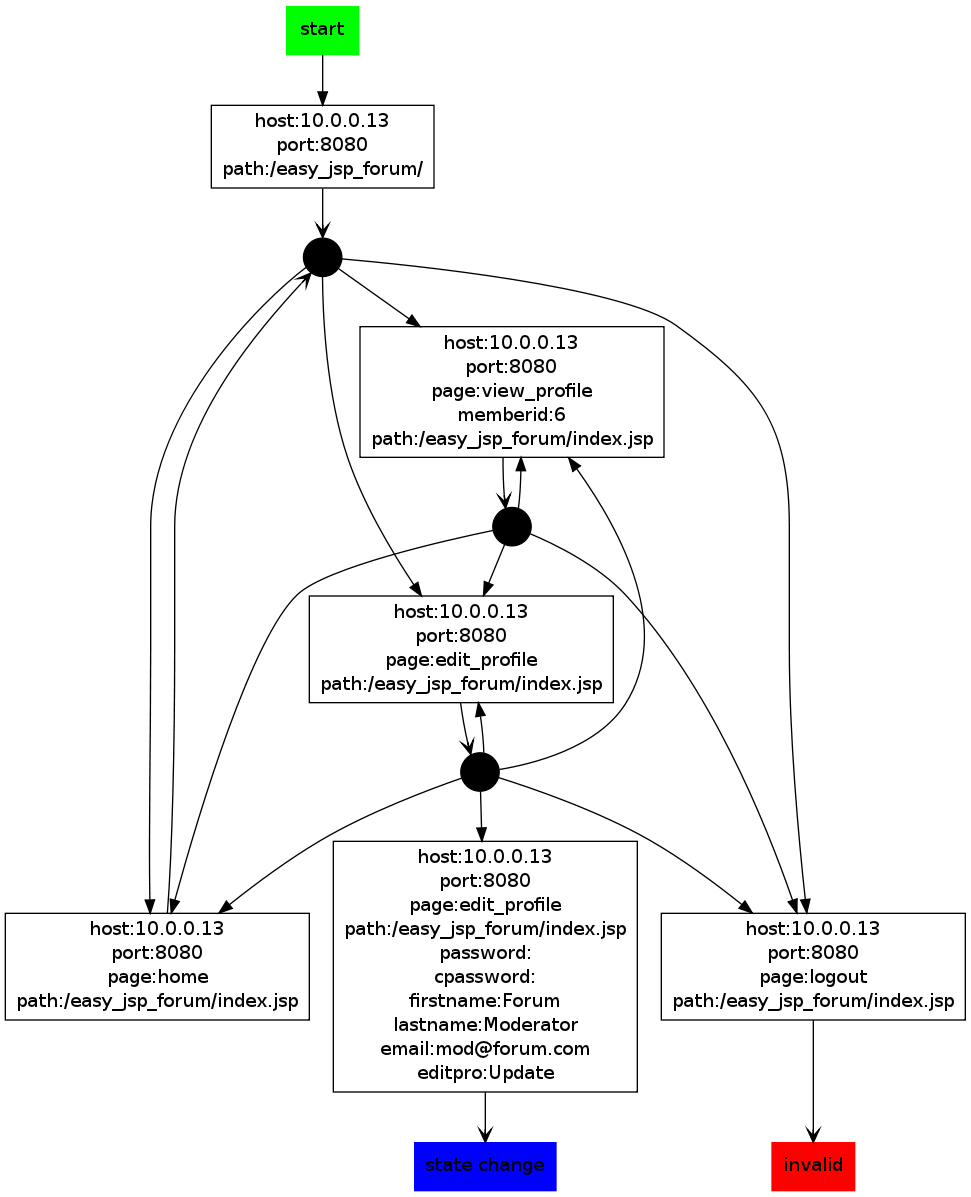 start
host:10.0.0.13
port:8080
path:/easy_jsp_forum/
host:10.0.0.13
port:8080
page:view_profile
memberid:6
path:/easy_jsp_forum/index.jsp
host:10.0.0.13
port:8080
page:edit_profile
path:/easy_jsp_forum/index.jsp
host:10.0.0.13
port:8080
page:home
path:/easy_jsp_forum/index.jsp
host:10.0.0.13
port:8080
page:edit_profile
path:/easy_jsp_forum/index.jsp
password:
cpassword:
firstname:Forum
lastname:Moderator
email:mod@forum.com
editpro:Update
host:10.0.0.13
port:8080
page:logout
path:/easy_jsp_forum/index.jsp
state change
invalid